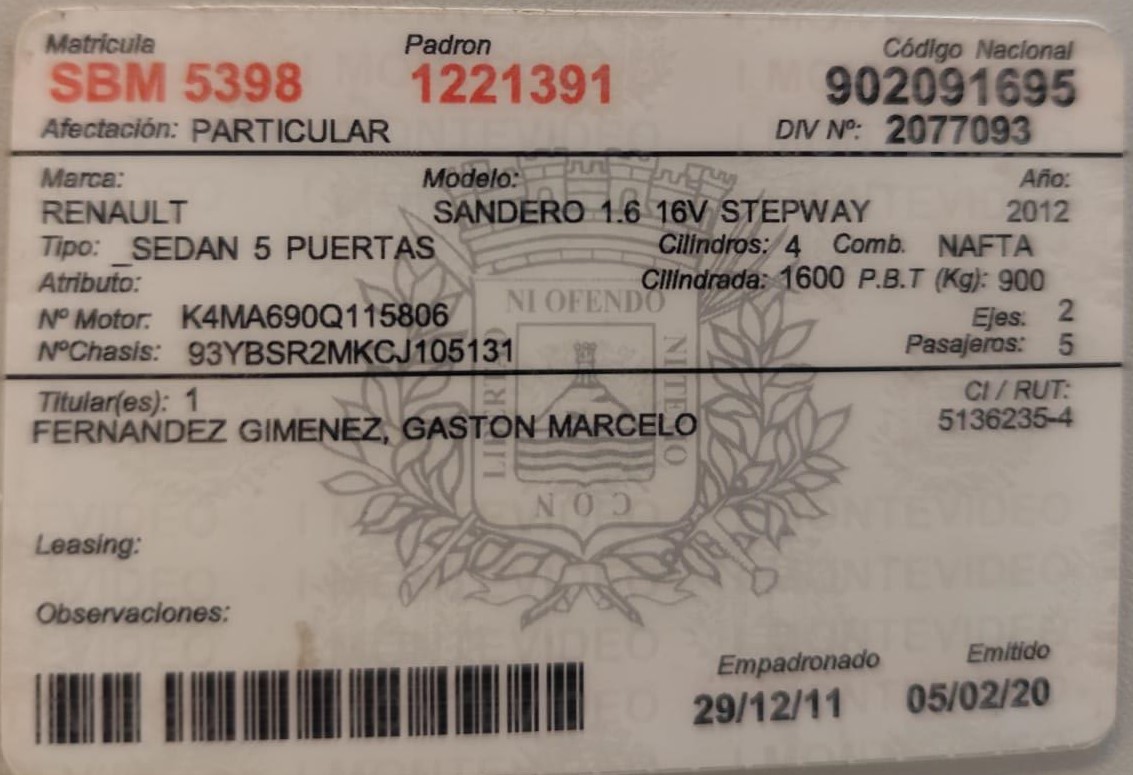 Matricula Padron Código Nacional
SBM 5398 1221391 902091695
Afectación: PARTICULAR DIV Nº: 2077093
Marca: Modelo: Año:
RENAULT SANDERO 1.6 16V STEPWAY 2012
Tipo: _SEDAN 5 PUERTAS Cilindros: 4 Comb. NAFTA
Atributo: Cilindrada: 1600 P.B.T (Kg): 900
Nº Motor: K4MA690Q115806 Ejes: 2
NºChasis: 93YBSR2MKCJ105131 Pasajeros: 5
Titular(es): 1 CI / RUT:
FERNANDEZ GIMENEZ, GASTON MARCELO 5136235-4
Leasing:
Observaciones:
Empadronado Emitido
29/12/11 05/02/20
NI OFENDO
NI TEMO
CON
LIBERTAD
MONTEVIDEO